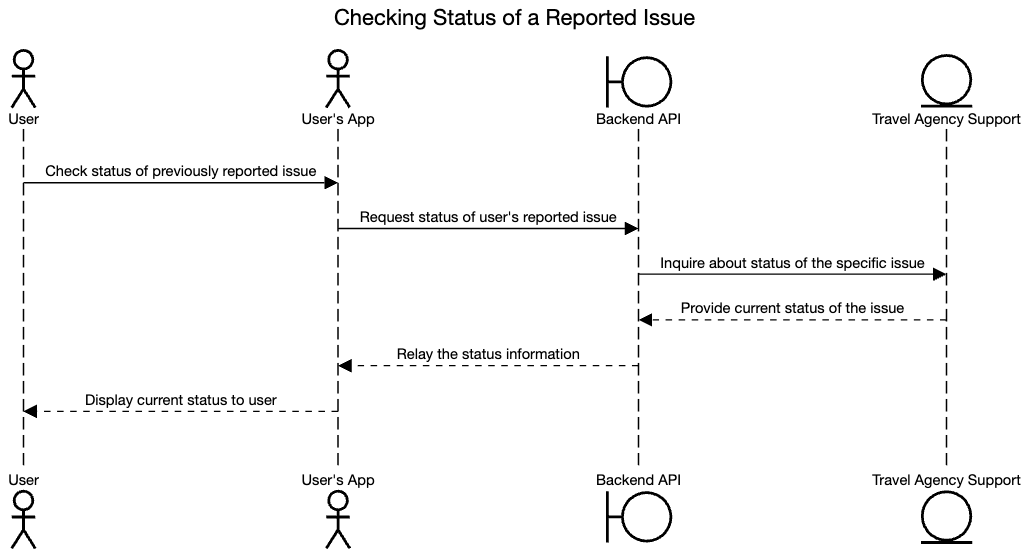 Checking Status of a Reported Issue
User
User's App
Backend API
Travel Agency Support
Check status of previously reported issue
Request status of user's reported issue
Inquire about status of the specific issue
Provide current status of the issue
Relay the status information
Display current status to user
User
User's App
Backend API
Travel Agency Support